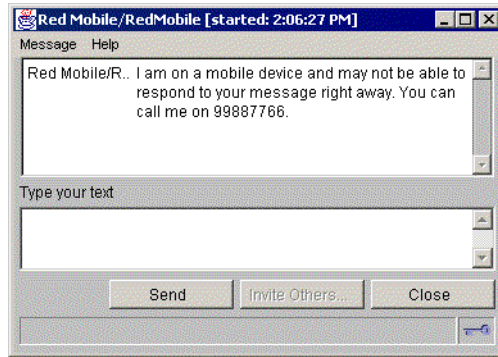 Red Mobile/RedMobile [started: 2:06:27 PM]
Message Help
Red Mobile/R.. I am on a mobile device and may not be able to
respond to your message right away. You can
call me on 99887766.
Type your text
Send Invite Others... Close